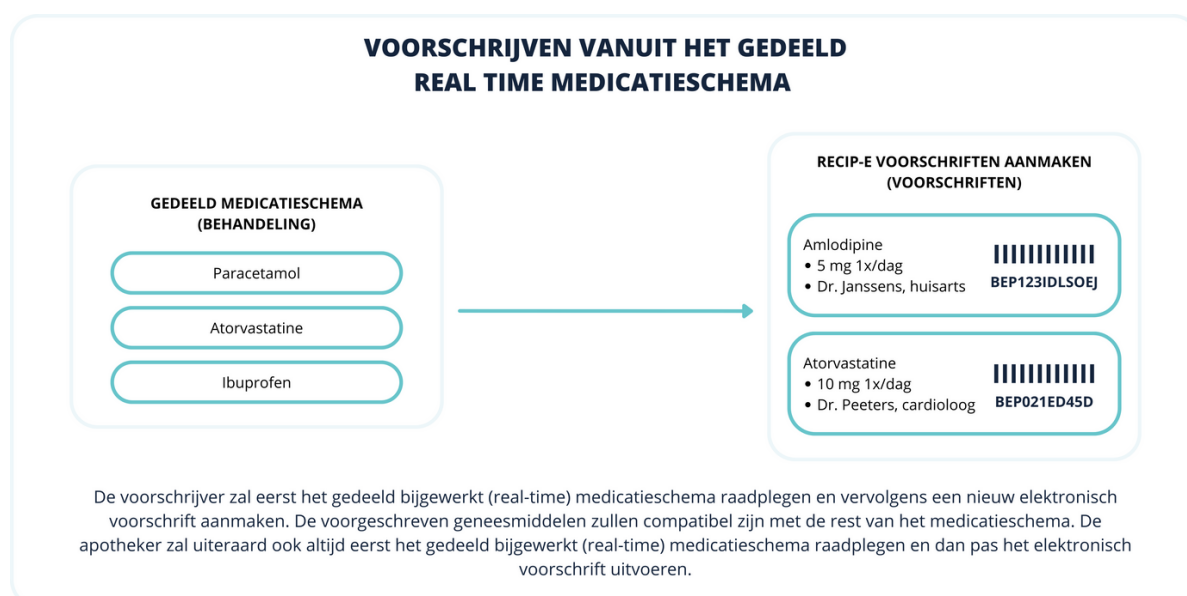 VOORSCHRIJVEN VANUIT HET GEDEELD
REAL TIME MEDICATIESCHEMA
GEDEELD MEDICATIESCHEMA
(BEHANDELING)
Paracetamol
Atorvastatine
Ibuprofen
RECIP-E VOORSCHRIFTEN AANMAKEN
(VOORSCHRIFTEN)
Amlodipine
• 5 mg 1x/dag
• Dr. Janssens, huisarts
BEP123IDLSOEJ
Atorvastatine
• 10 mg 1x/dag
• Dr. Peeters, cardioloog
BEP021ED45D
De voorschrijver zal eerst het gedeeld bijgewerkt (real-time) medicatieschema raadplegen en vervolgens een nieuw elektronisch
voorschrift aanmaken. De voorgeschreven geneesmiddelen zullen compatibel zijn met de rest van het medicatieschema. De
apotheker zal uiteraard ook altijd eerst het gedeeld bijgewerkt (real-time) medicatieschema raadplegen en dan pas het elektronisch
voorschrift uitvoeren.